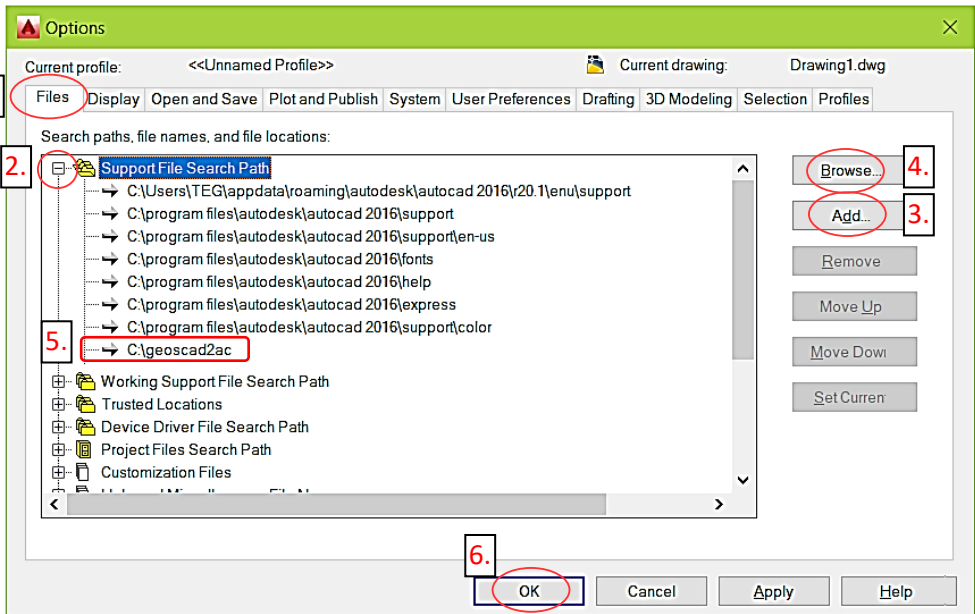 Options
Current profile: <<Unnamed Profile>> Current drawing: Drawing1.dwg
Files Display Open and Save Plot and Publish System User Preferences Drafting 3D Modeling Selection Profiles
Search paths, file names, and file locations:
2. Support File Search Path Browse... 4.
C:\Users\TEG\appdata\roaming\autodesk\autocad 2016\r20.1\enu\support
C:\program files\autodesk\autocad 2016\support Add... 3.
C:\program files\autodesk\autocad 2016\support\en-us
C:\program files\autodesk\autocad 2016\fonts Remove
C:\program files\autodesk\autocad 2016\help
C:\program files\autodesk\autocad 2016\express Move Up
C:\program files\autodesk\autocad 2016\support\color
5. C:\geoscad2ac Move Dow
Working Support File Search Path
Trusted Locations Set Curren
Device Driver File Search Path
Project Files Search Path
Customization Files
6.
OK Cancel Apply Help